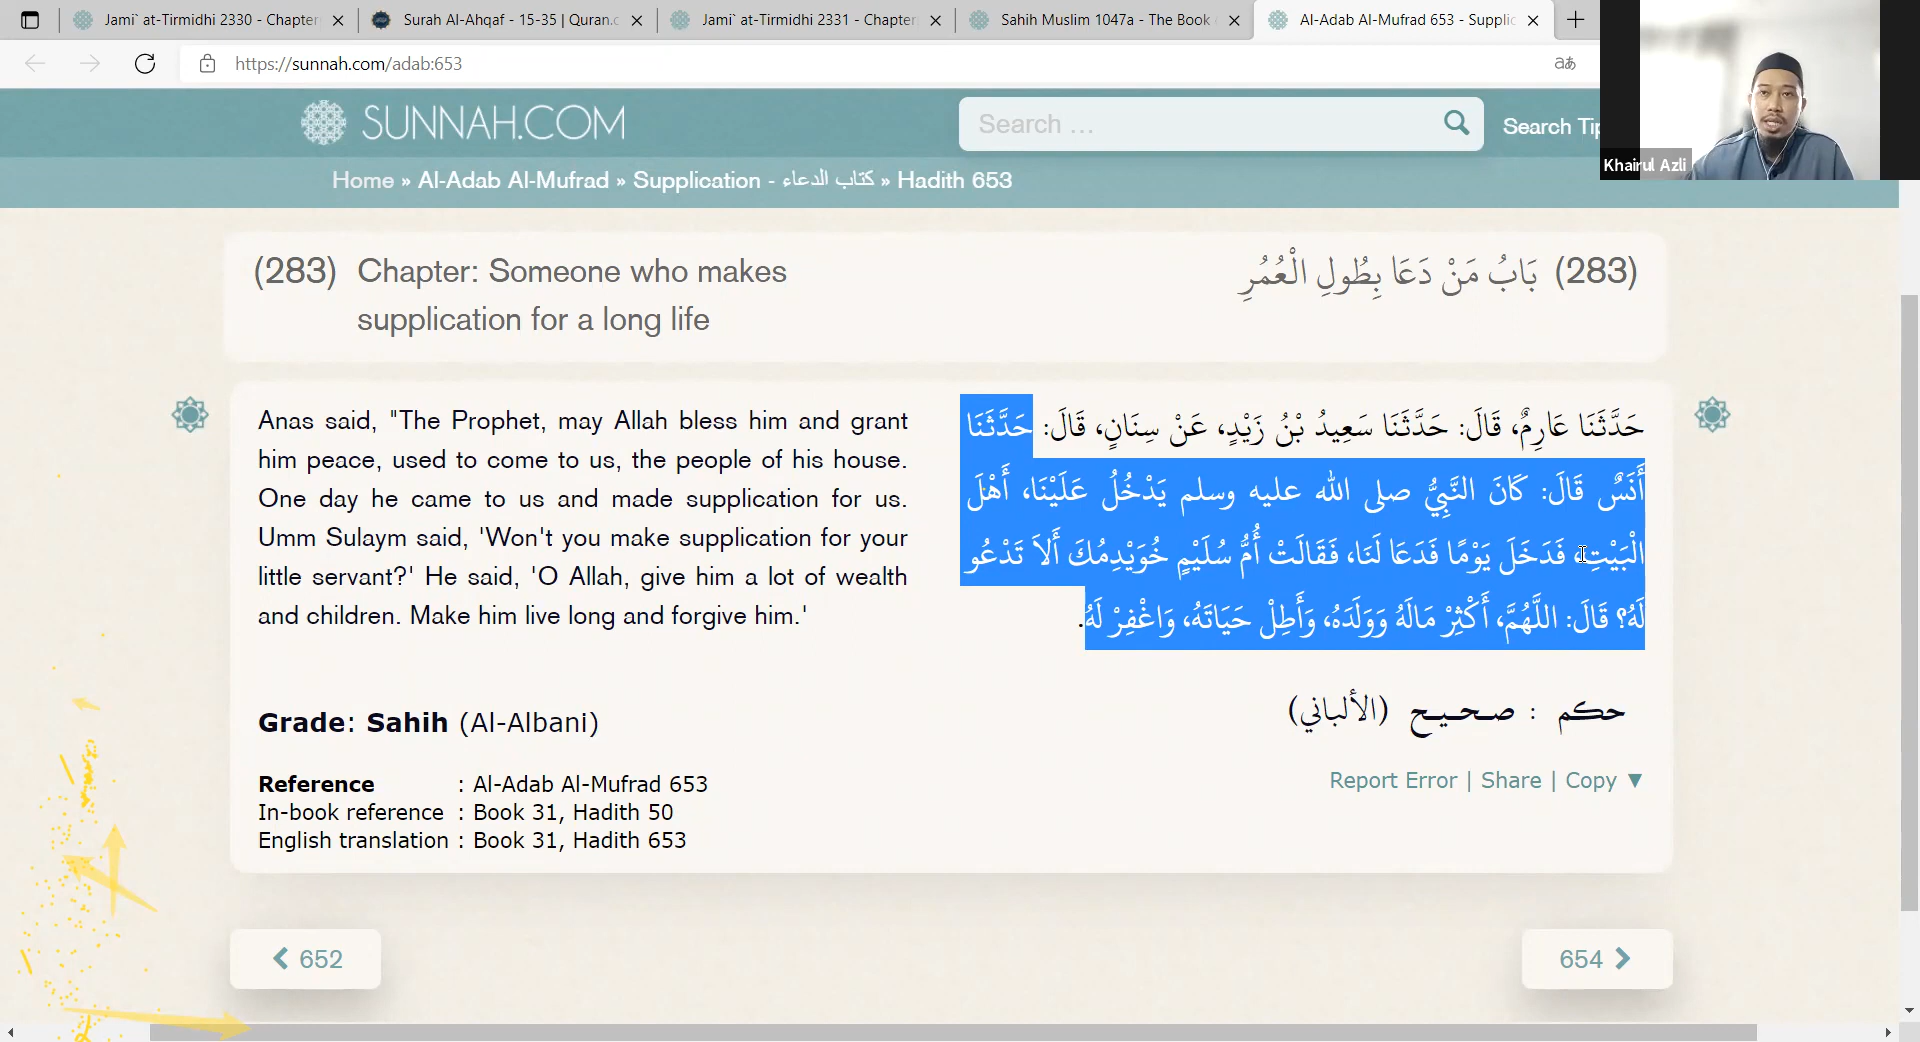 Jami` at-Tirmidhi 2330 - Chapter
Surah Al-Ahqaf - 15-35 | Quran.c
Jami` at-Tirmidhi 2331 - Chapter
Sahih Muslim 1047a - The Book
Al-Adab Al-Mufrad 653 - Supplic
https://sunnah.com/adab:653
SUNNAH.COM
Search ...
Search Tip
Khairul Azli
Home » Al-Adab Al-Mufrad » Supplication - كتاب الدعاء » Hadith 653
(283) Chapter: Someone who makes
supplication for a long life
(283) بَابُ مَنْ دَعَا بِطُولِ الْعُمُرِ
Anas said, "The Prophet, may Allah bless him and grant
him peace, used to come to us, the people of his house.
One day he came to us and made supplication for us.
Umm Sulaym said, 'Won't you make supplication for your
little servant?' He said, 'O Allah, give him a lot of wealth
and children. Make him live long and forgive him.'
حَدَّثَنَا عَارِمٌ، قَالَ: حَدَّثَنَا سَعِيدُ بْنُ زَيْدٍ، عَنْ سِنَانٍ، قَالَ: حَدَّثَنَا
أَنَسٌ قَالَ: كَانَ النَّبِيُّ صلى الله عليه وسلم يَدْخُلُ عَلَيْنَا، أَهْلَ
الْبَيْتِ، فَدَخَلَ يَوْمًا فَدَعَا لَنَا، فَقَالَتْ أُمُّ سُلَيْمٍ خُوَيْدِمُكَ أَلاَ تَدْعُو
لَهُ؟ قَالَ: اللَّهُمَّ، أَكْثِرْ مَالَهُ وَوَلَدَهُ، وَأَطِلْ حَيَاتَهُ، وَاغْفِرْ لَهُ.
Grade: Sahih (Al-Albani)
حكم : صحيح (الألباني)
Reference : Al-Adab Al-Mufrad 653
In-book reference : Book 31, Hadith 50
English translation : Book 31, Hadith 653
Report Error | Share | Copy ▼
652
654